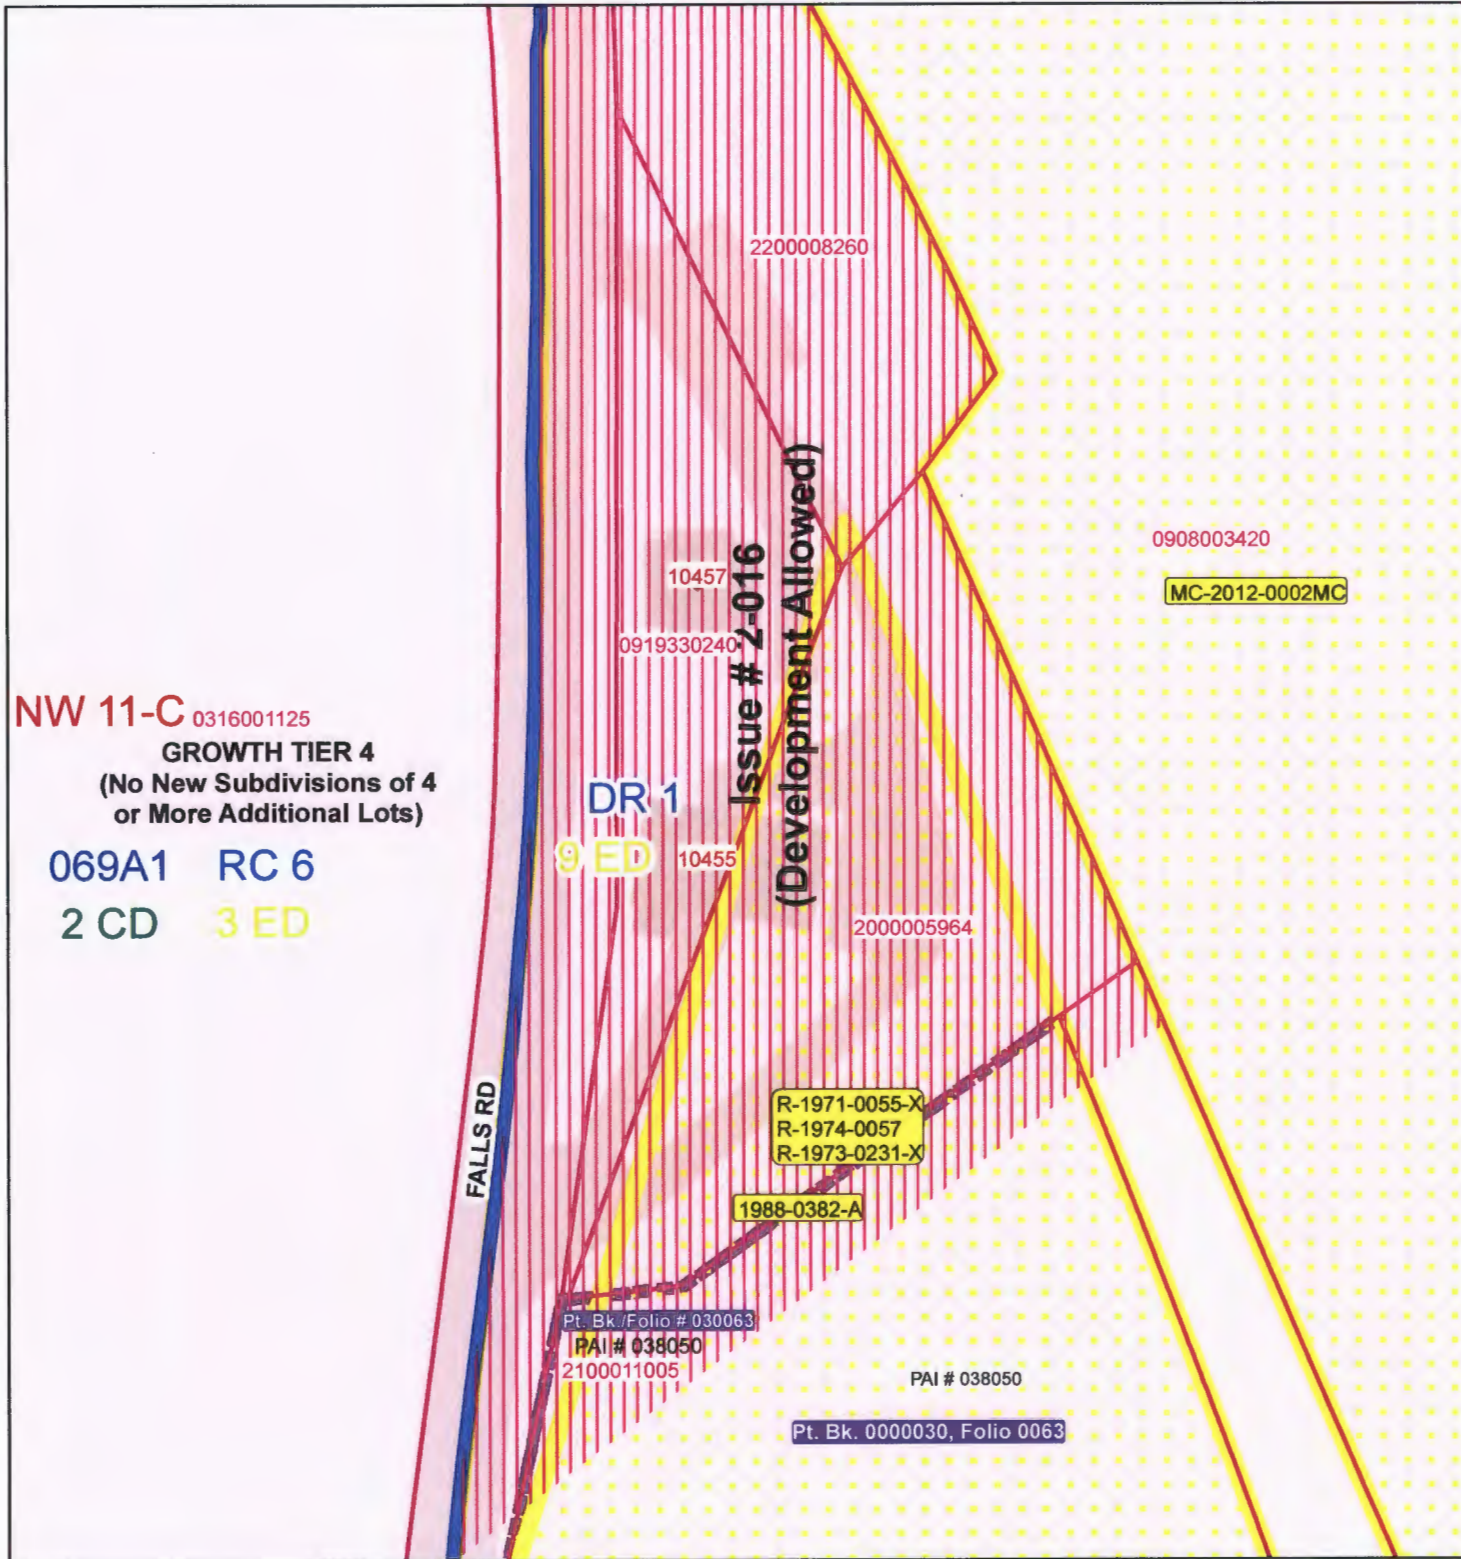 2200008260
0908003420
MC-2012-0002MC
10457
0919330240
Issue # 2-016
(Development Allowed)
NW 11-C 0316001125
GROWTH TIER 4
(No New Subdivisions of 4
or More Additional Lots)
069A1 RC 6
2 CD 3 ED
DR 1
9 ED 10455
2000005964
FALLS RD
R-1971-0055-X
R-1974-0057
R-1973-0231-X
1988-0382-A
Pt. Bk./Folio # 030063
PAI # 038050
2100011005
PAI # 038050
Pt. Bk. 0000030, Folio 0063